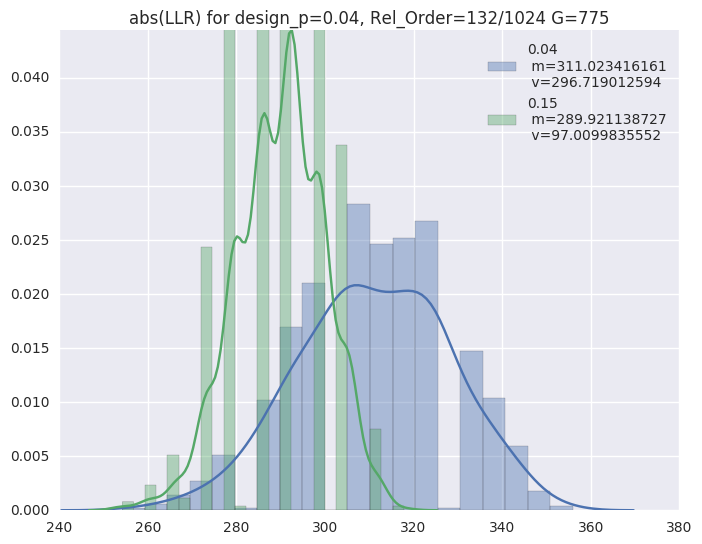 abs(LLR) for design_p=0.04, Rel_Order=132/1024 G=775
0.04
m=311.023416161
v=296.719012594
0.15
m=289.921138727
v=97.0099835552
0.040
0.035
0.030
0.025
0.020
0.015
0.010
0.005
0.000
240 260 280 300 320 340 360 380